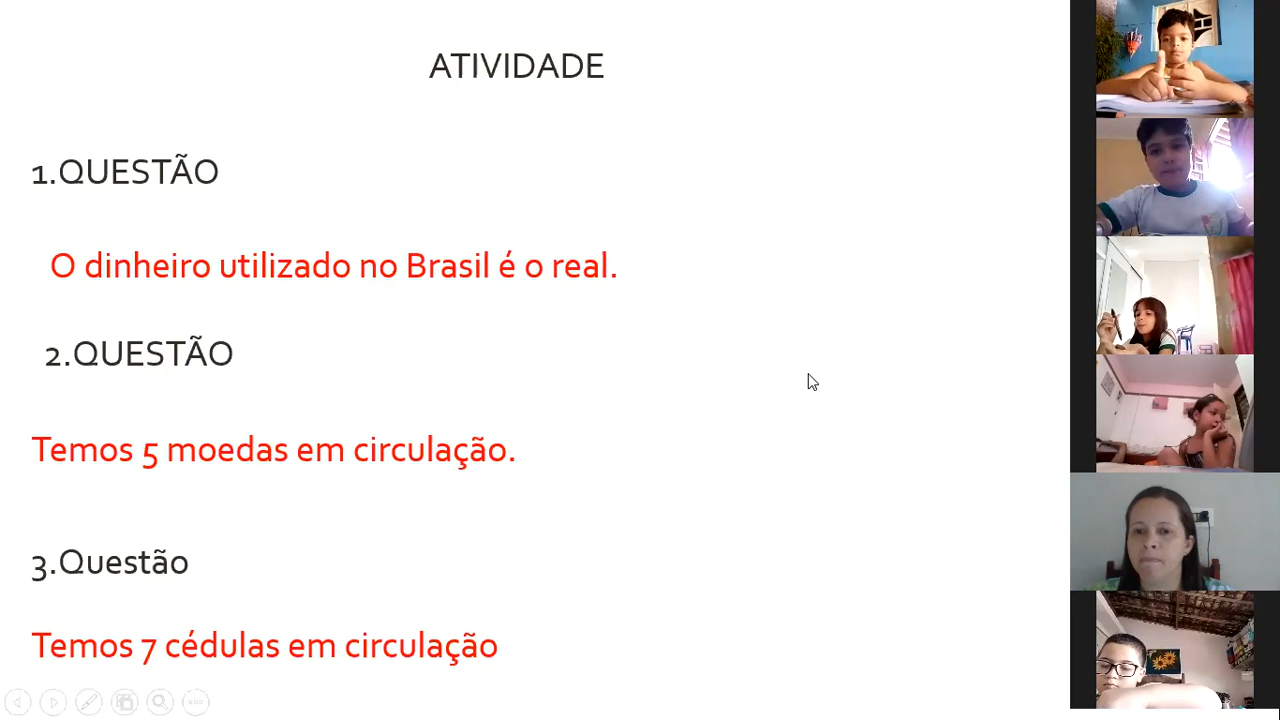 ATIVIDADE
1.QUESTÃO
O dinheiro utilizado no Brasil é o real.
2.QUESTÃO
Temos 5 moedas em circulação.
3.Questão
Temos 7 cédulas em circulação